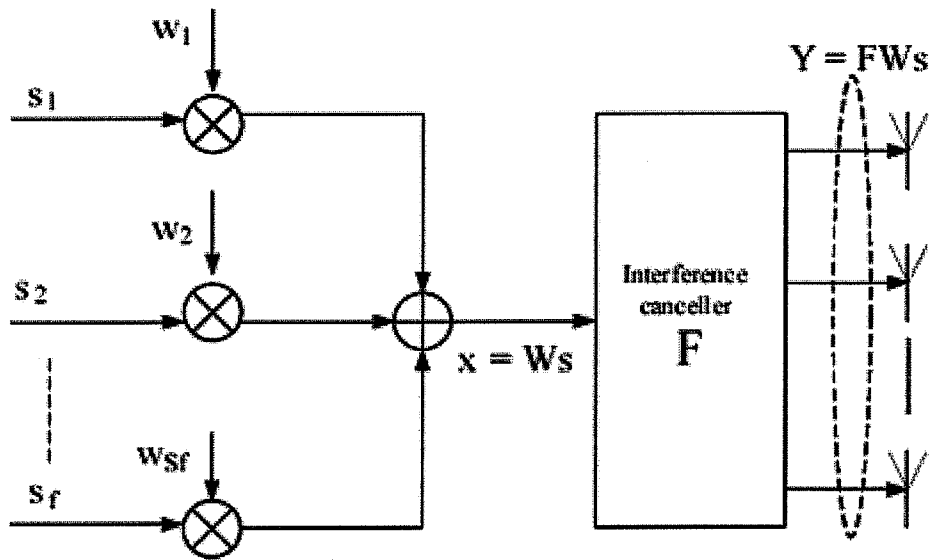 w1
Y = FWs
s1
w2
s2
Interference
canceller
F
x = Ws
wSf
sf